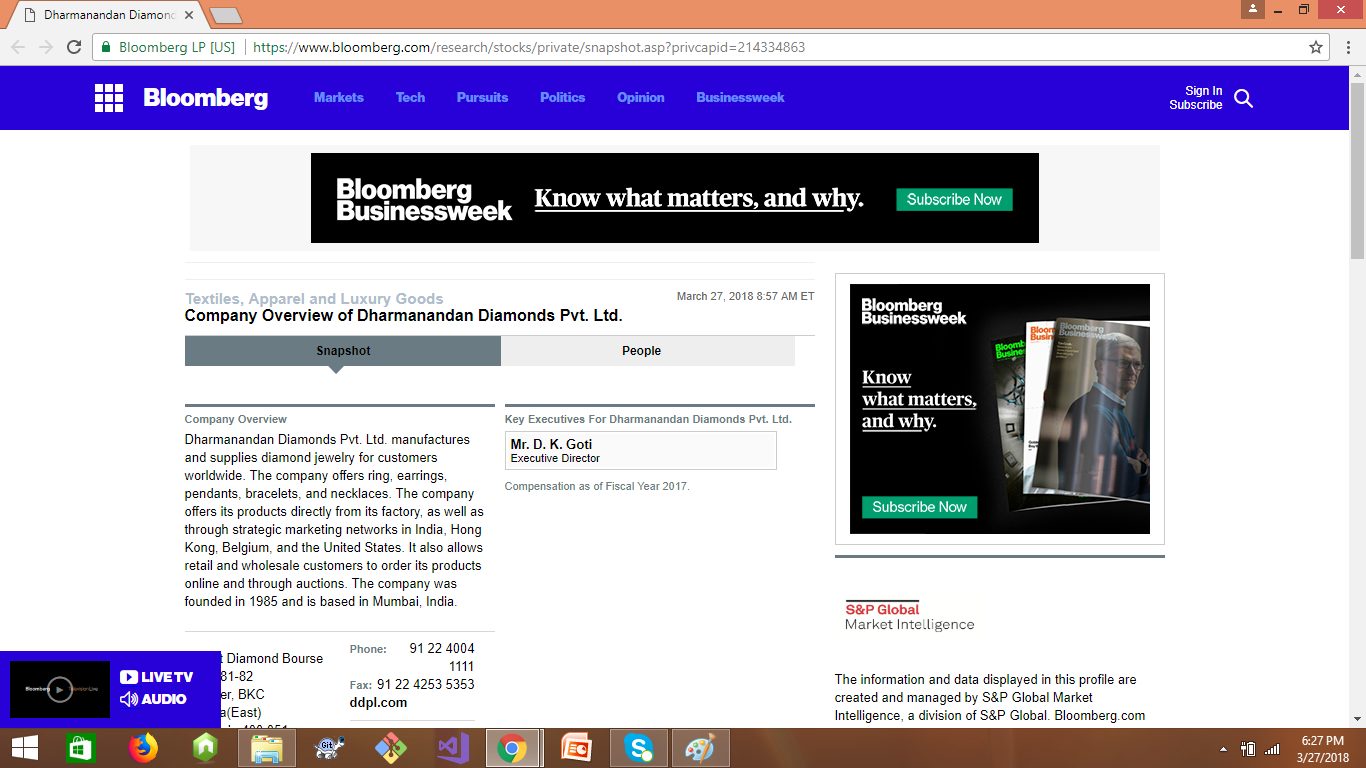 Dharmanandan Diamond
Bloomberg LP [US]
https://www.bloomberg.com/research/stocks/private/snapshot.asp?privcapid=214334863
Bloomberg
Markets
Tech
Pursuits
Politics
Opinion
Businessweek
Sign In
Subscribe
Bloomberg
Businessweek
Know what matters, and why.
Subscribe Now
Textiles, Apparel and Luxury Goods
March 27, 2018 8:57 AM ET
Company Overview of Dharmanandan Diamonds Pvt. Ltd.
Snapshot
People
Company Overview
Dharmanandan Diamonds Pvt. Ltd. manufactures
and supplies diamond jewelry for customers
worldwide. The company offers ring, earrings,
pendants, bracelets, and necklaces. The company
offers its products directly from its factory, as well as
through strategic marketing networks in India, Hong
Kong, Belgium, and the United States. It also allows
retail and wholesale customers to order its products
online and through auctions. The company was
founded in 1985 and is based in Mumbai, India.
Key Executives For Dharmanandan Diamonds Pvt. Ltd.
Mr. D. K. Goti
Executive Director
Compensation as of Fiscal Year 2017.
t Diamond Bourse
81-82
er, BKC
a(East)
Phone: 91 22 4004
1111
Fax: 91 22 4253 5353
ddpl.com
LIVE TV
AUDIO
Bloomberg
Businessweek
Know
what matters,
and why.
Subscribe Now
S&P Global
Market Intelligence
The information and data displayed in this profile are
created and managed by S&P Global Market
Intelligence, a division of S&P Global. Bloomberg.com
6:27 PM
3/27/2018